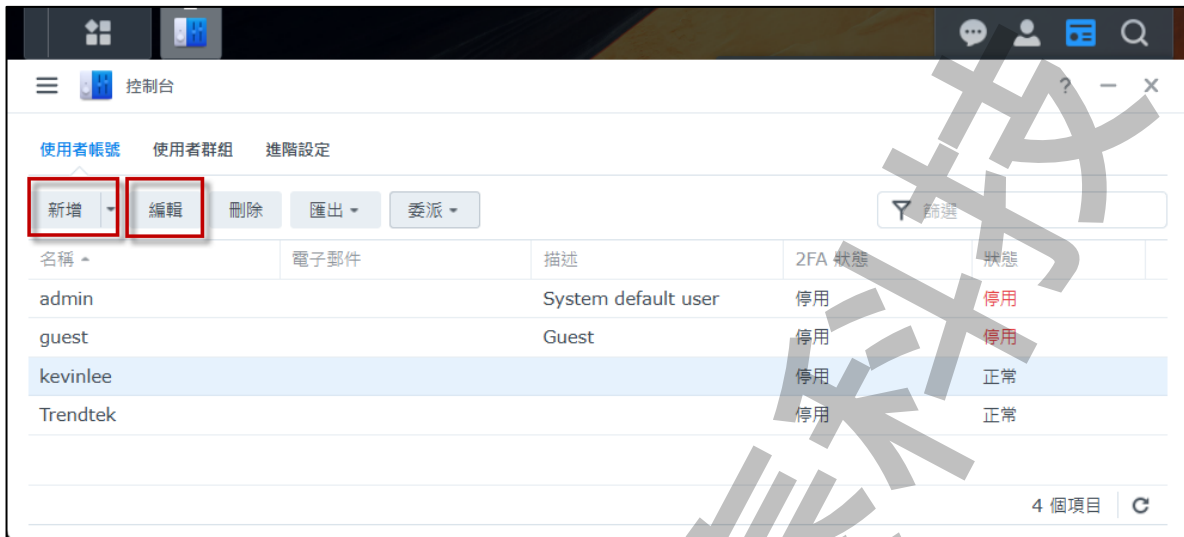 控制台
? － ×
使用者帳號 使用者群組 進階設定
新增 編輯 刪除 匯出 委派 篩選
名稱 電子郵件 描述 2FA 狀態 狀態
admin System default user 停用 停用
guest Guest 停用 停用
kevinlee 停用 正常
Trendtek 停用 正常
4 個項目
科技